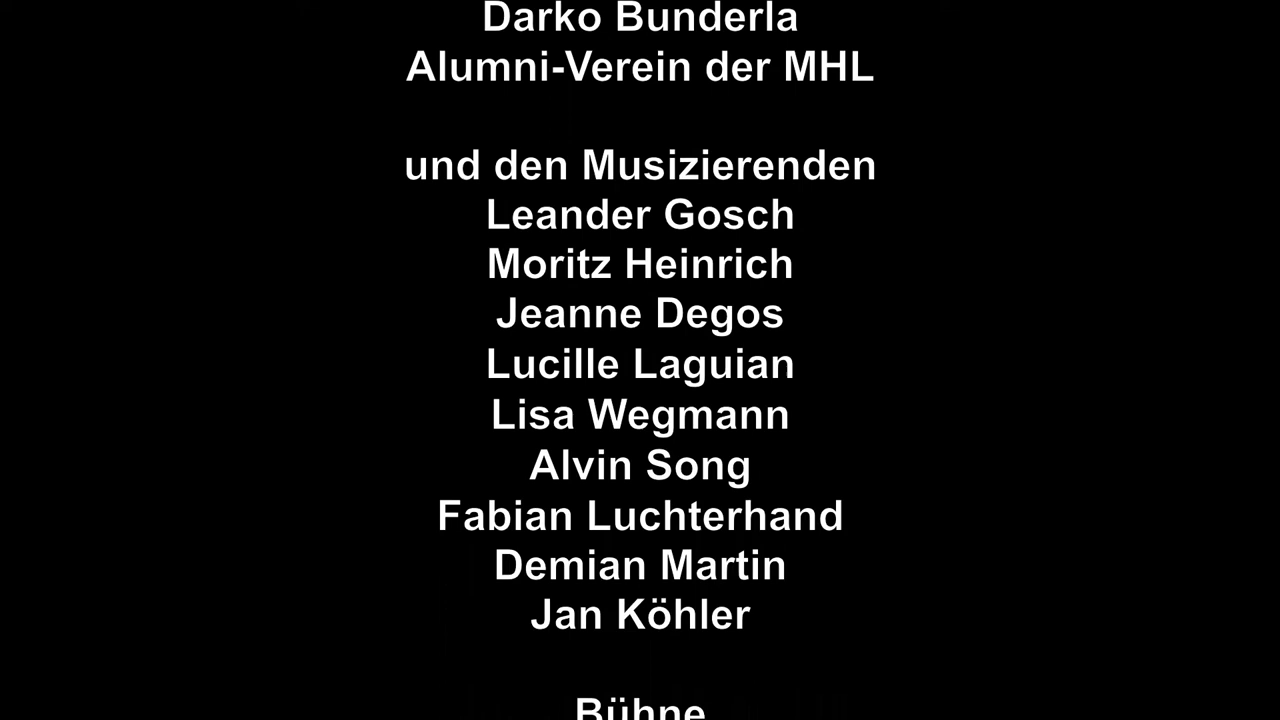 Darko Bunderla
Alumni-Verein der MHL
und den Musizierenden
Leander Gosch
Moritz Heinrich
Jeanne Degos
Lucille Laguian
Lisa Wegmann
Alvin Song
Fabian Luchterhand
Demian Martin
Jan Köhler
Bühne